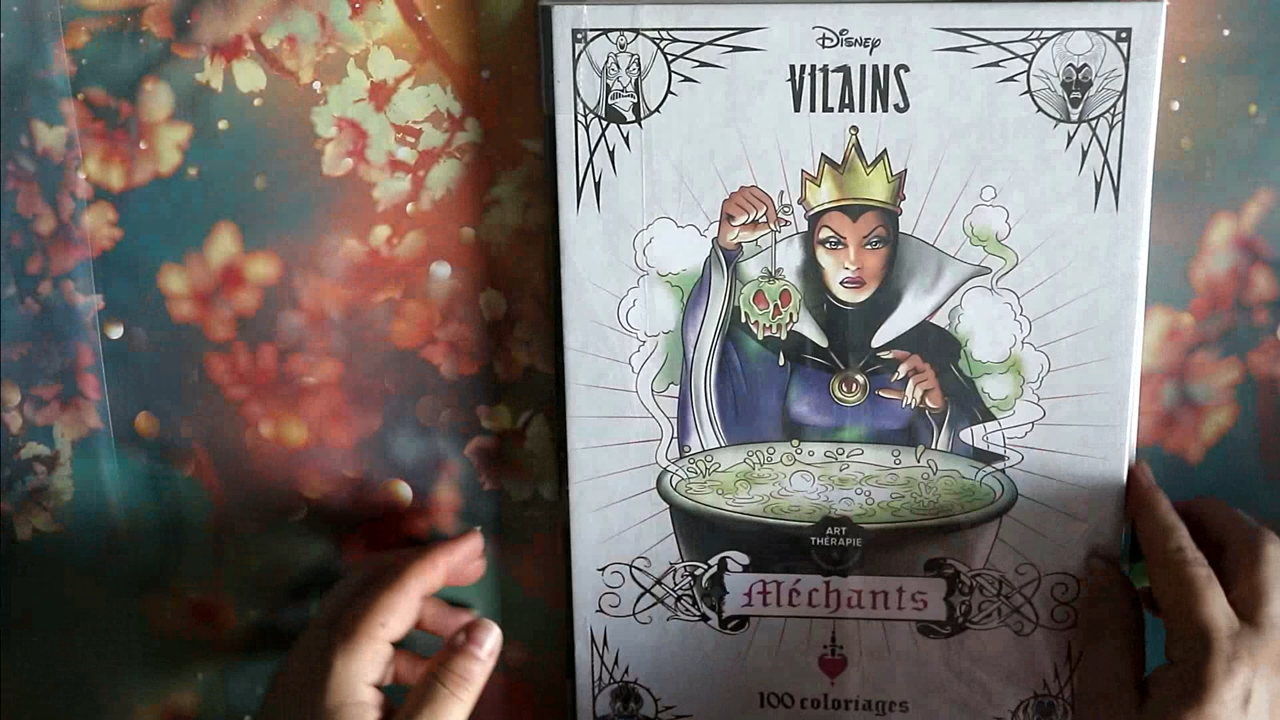 Disney
VILAINS
ART
THÉRAPIE
Méchants
100 coloriages